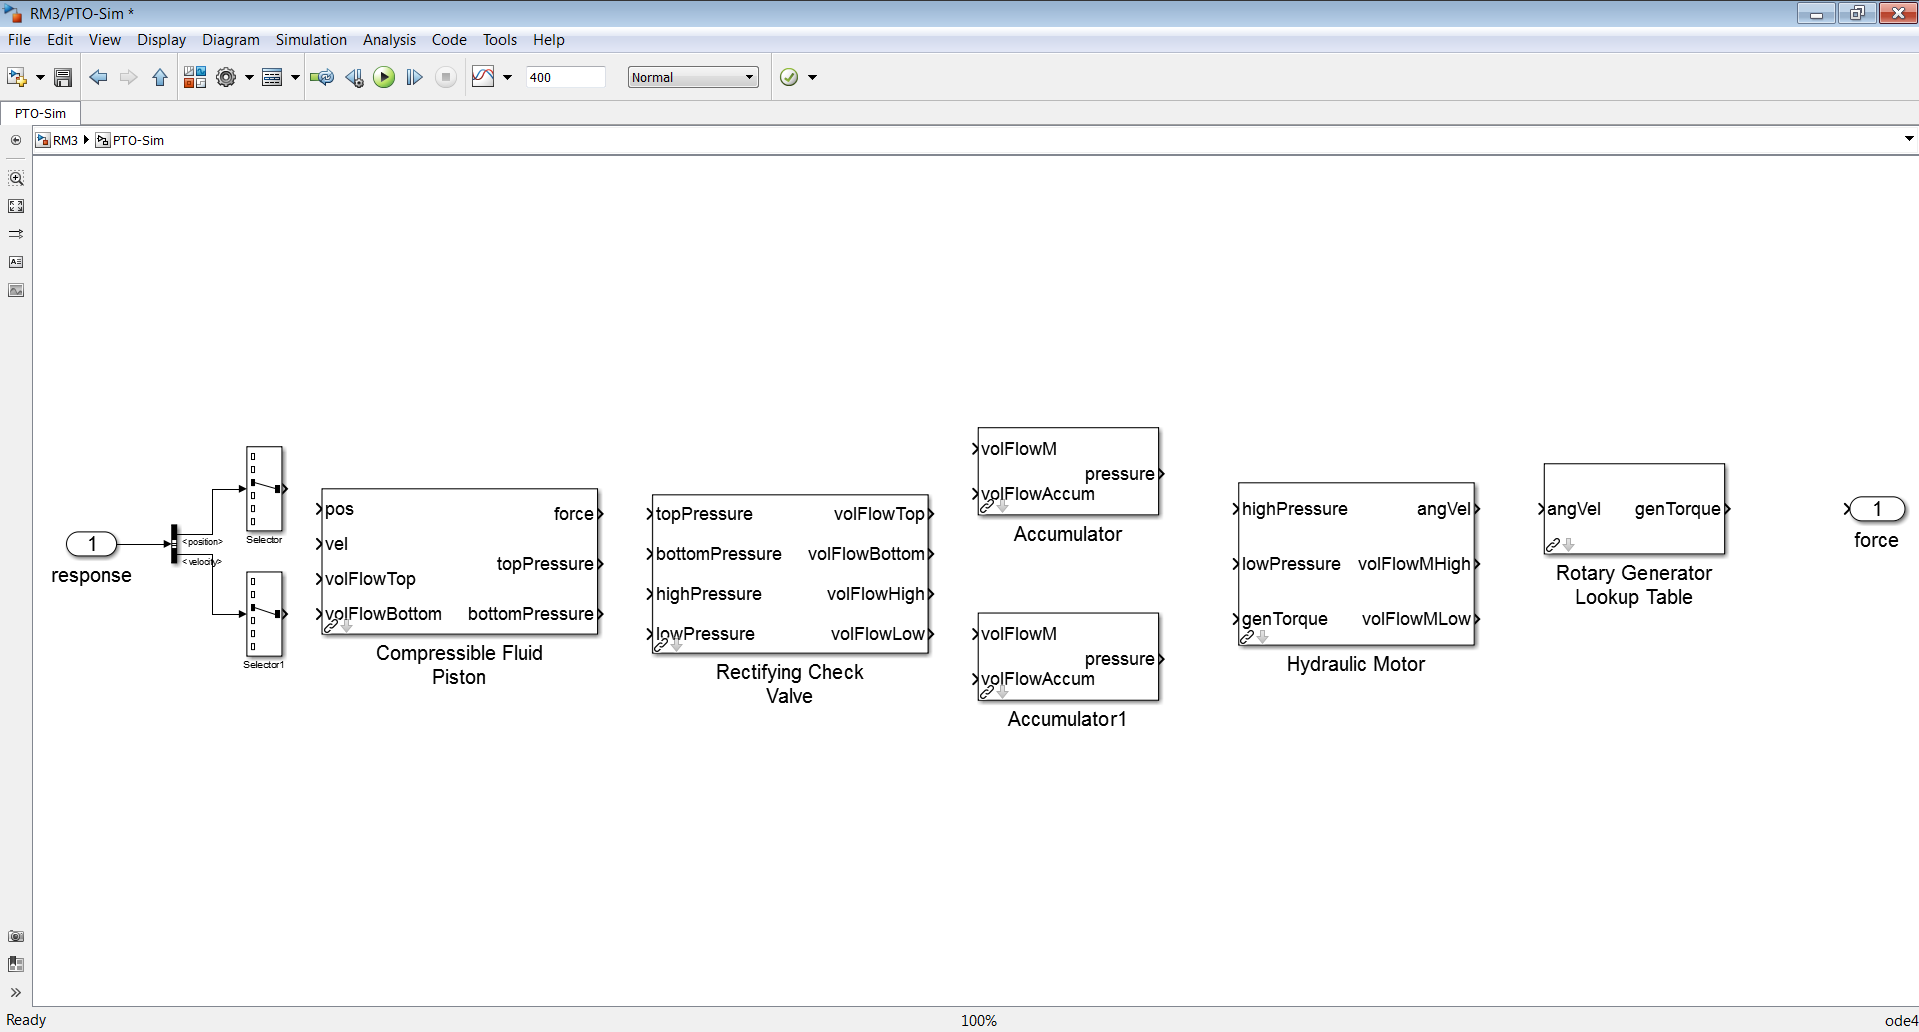 RM3/PTO-Sim *
File Edit View Display Diagram Simulation Analysis Code Tools Help
400 Normal
PTO-Sim
RM3 PTO-Sim
1
response
<position>
<velocity>
Selector
Selector1
pos
vel
volFlowTop
volFlowBottom
force
topPressure
bottomPressure
Compressible Fluid
Piston
topPressure
bottomPressure
highPressure
lowPressure
volFlowTop
volFlowBottom
volFlowHigh
volFlowLow
Rectifying Check
Valve
volFlowM
volFlowAccum
pressure
Accumulator
volFlowM
volFlowAccum
pressure
Accumulator1
highPressure
lowPressure
genTorque
angVel
volFlowMHigh
volFlowMLow
Hydraulic Motor
angVel
genTorque
Rotary Generator
Lookup Table
1
force
Ready 100% ode4